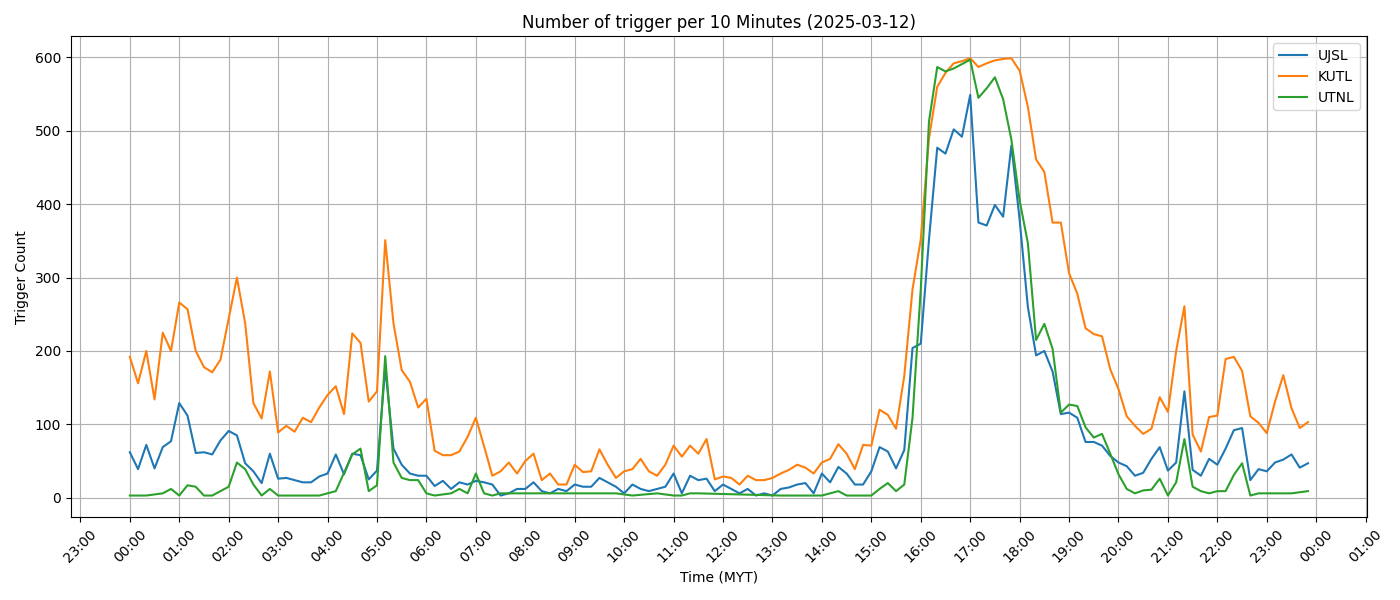 Number of trigger per 10 Minutes (2025-03-12)
UJSL
KUTL
UTNL
Trigger Count
600
500
400
300
200
100
0
23:00 00:00 01:00 02:00 03:00 04:00 05:00 06:00 07:00 08:00 09:00 10:00 11:00 12:00 13:00 14:00 15:00 16:00 17:00 18:00 19:00 20:00 21:00 22:00 23:00 00:00 01:00
Time (MYT)